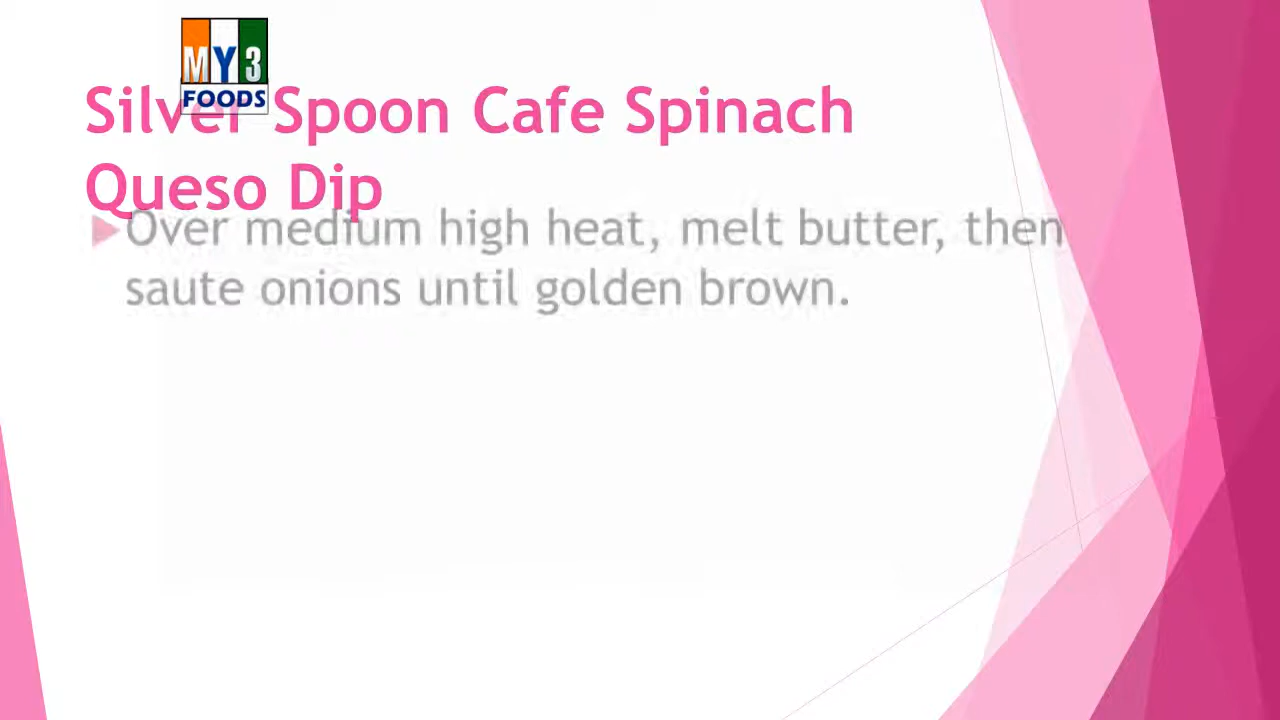 MY3
FOODS
Silver Spoon Cafe Spinach
Queso Dip
Over medium high heat, melt butter, then
saute onions until golden brown.